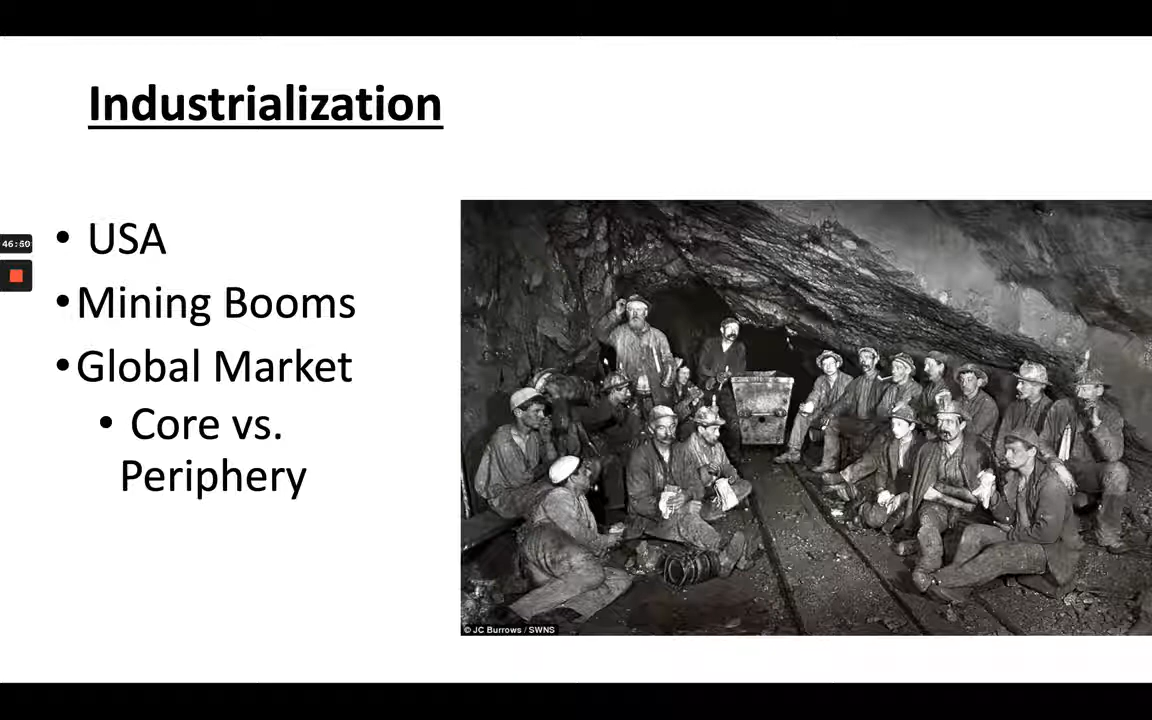 Industrialization
46:50
• USA
• Mining Booms
• Global Market
• Core vs.
Periphery
© JC Burrows / SWNS